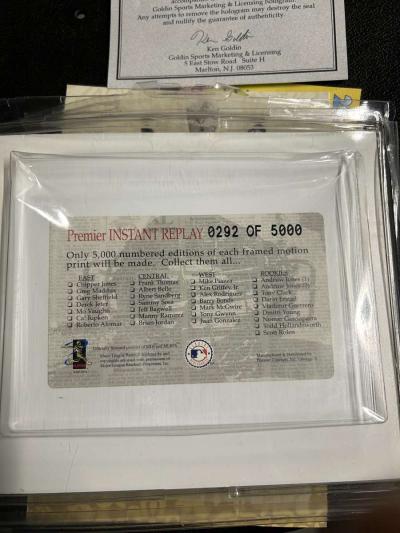 Goldin Sports Marketing & Licensing hologram.
Any attempts to remove the hologram may destroy the seal
and nullify the guarantee of authenticity.
Ken Goldin
Ken Goldin
Goldin Sports Marketing & Licensing
5 East Stow Road Suite H
Marlton, N.J. 08053
Premier INSTANT REPLAY 0292 OF 5000
Only 5,000 numbered editions of each framed motion
print will be made. Collect them all...
EAST
Chipper Jones
Greg Maddux
Gary Sheffield
Derek Jeter
Mo Vaughn
Cal Ripken
Roberto Alomar
CENTRAL
Frank Thomas
Albert Belle
Ryne Sandberg
Sammy Sosa
Jeff Bagwell
Manny Ramirez
Brian Jordan
WEST
Mike Piazza
Ken Griffey Jr.
Alex Rodriguez
Barry Bonds
Mark McGwire
Tony Gwynn
Juan Gonzalez
ROOKIES
Andruw Jones (1)
Andruw Jones (2)
Tony Clark
Darin Erstad
Vladimir Guerrero
Dmitri Young
Nomar Garciaparra
Todd Hollandsworth
Scott Rolen